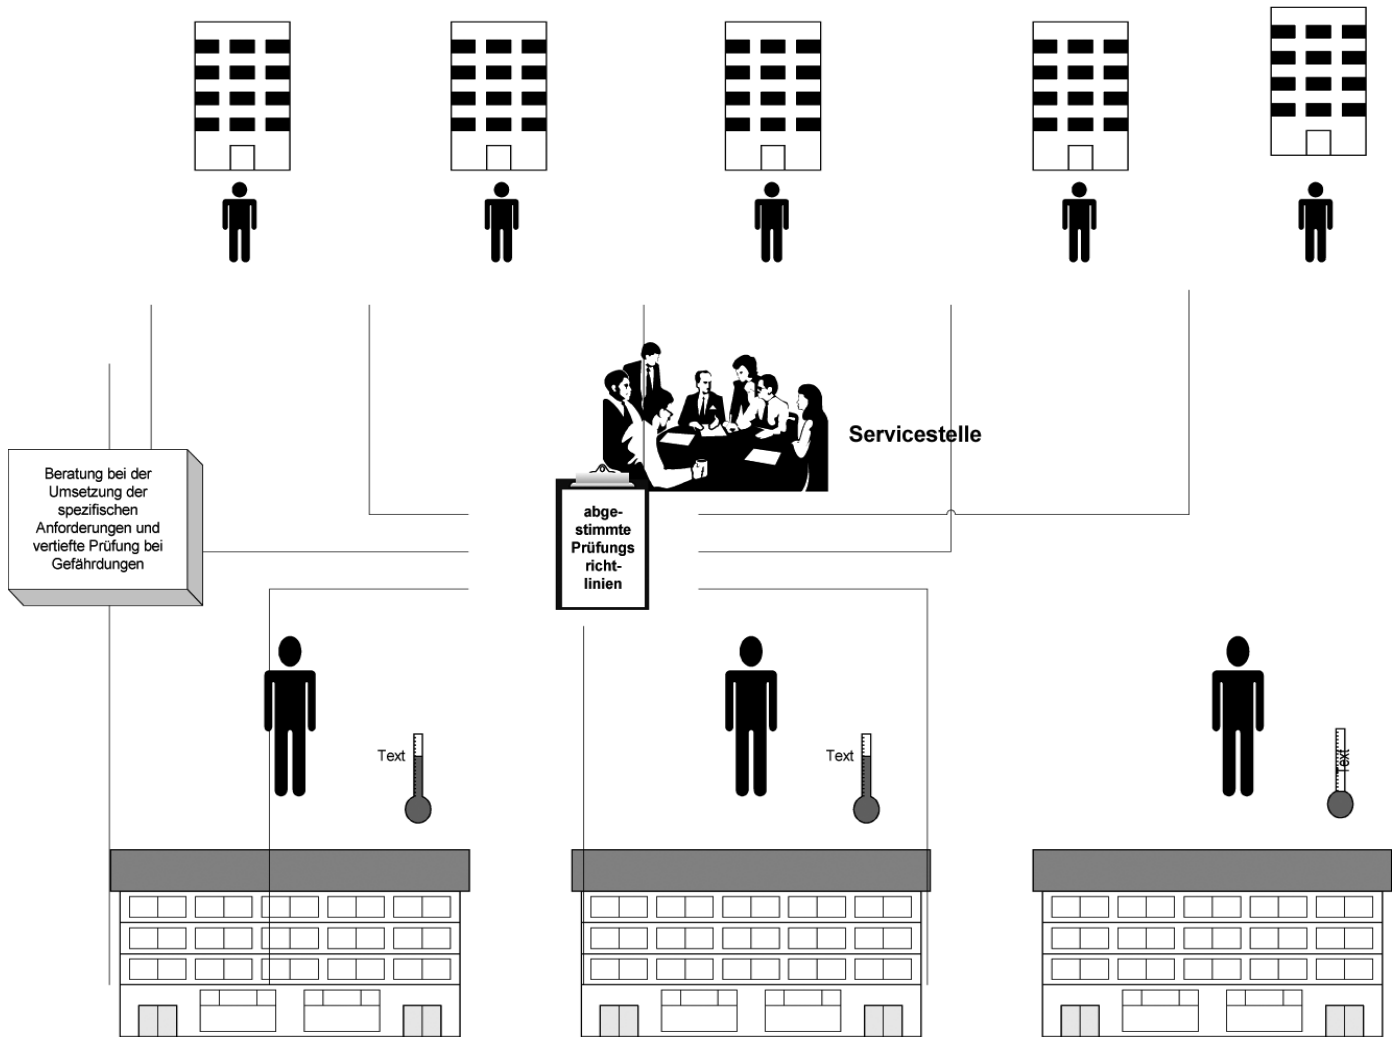 Servicestelle
Beratung bei der
Umsetzung der
spezifischen
Anforderungen und
vertiefte Prüfung bei
Gefährdungen
abge-
stimmte
Prüfungs
richt-
linien
Text
Text
Text